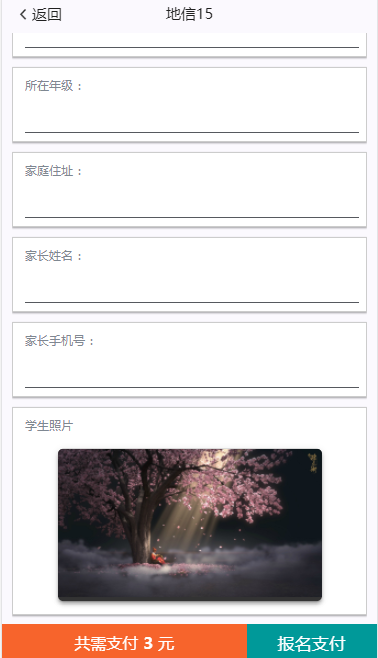 返回
地信15
所在年级：
家庭住址：
家长姓名：
家长手机号：
学生照片
共需支付 3 元
报名支付